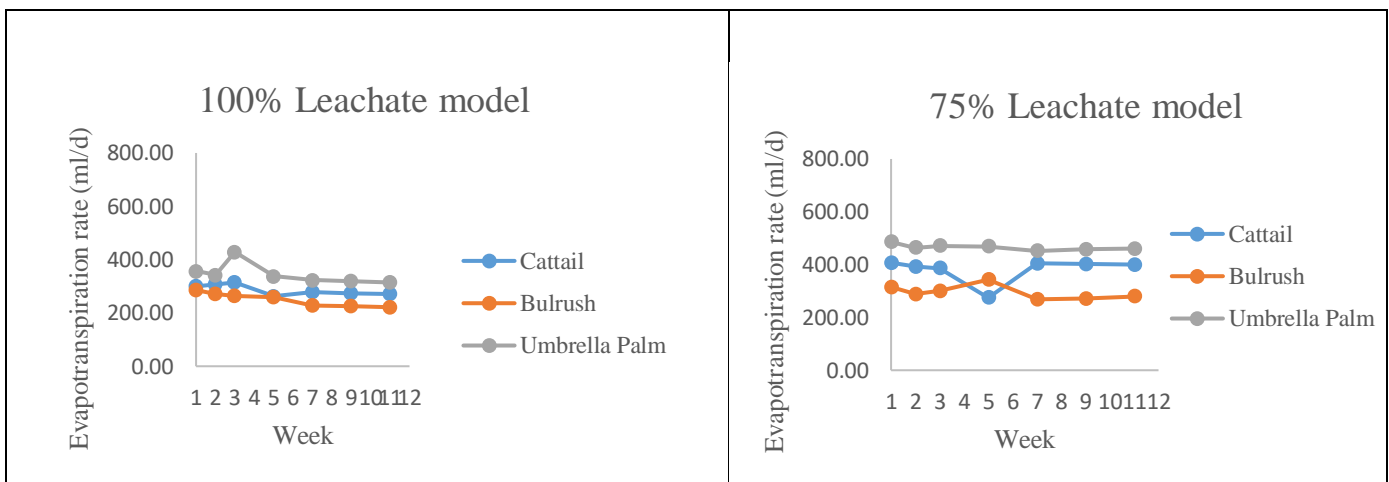 100% Leachate model
Evapotranspiration rate (ml/d)
800.00
600.00
400.00
200.00
0.00
1 2 3 4 5 6 7 8 9 10 11 12
Week
Cattail
Bulrush
Umbrella Palm
75% Leachate model
Evapotranspiration rate (ml/d)
800.00
600.00
400.00
200.00
0.00
1 2 3 4 5 6 7 8 9 10 11 12
Week
Cattail
Bulrush
Umbrella Palm